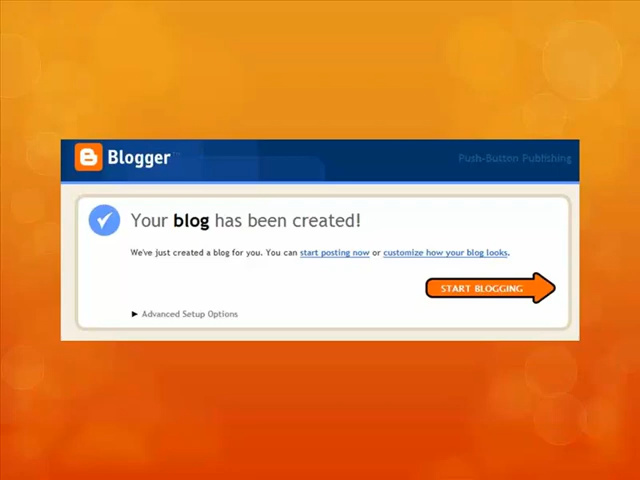 Blogger™
Push-Button Publishing
Your blog has been created!
We've just created a blog for you. You can start posting now or customize how your blog looks.
START BLOGGING
► Advanced Setup Options